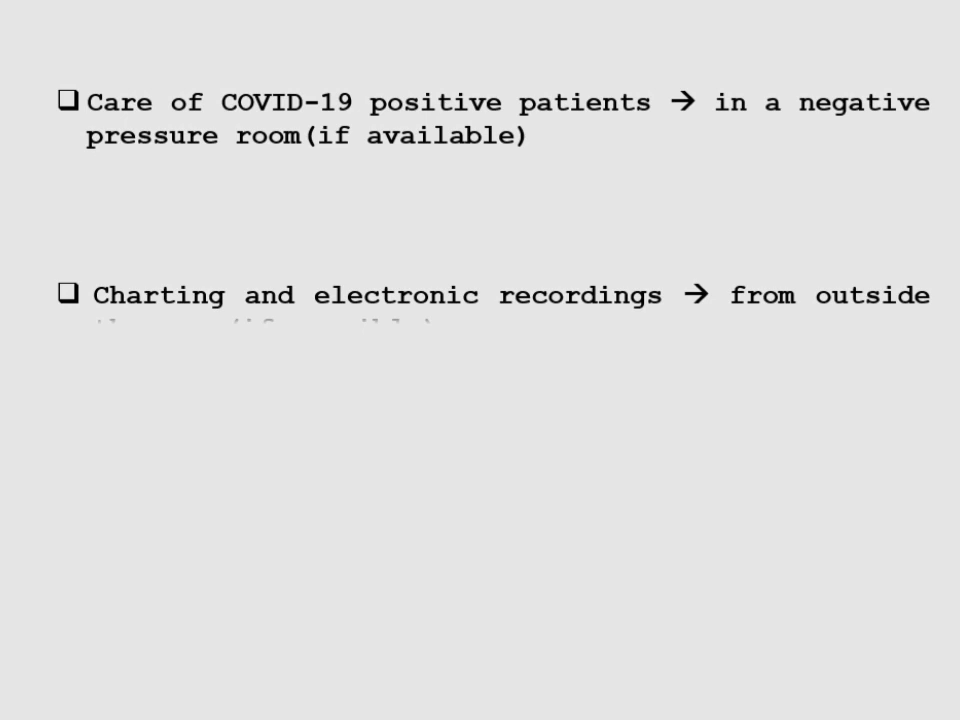 ❑ Care of COVID-19 positive patients → in a negative
pressure room(if available)
❑ Charting and electronic recordings → from outside